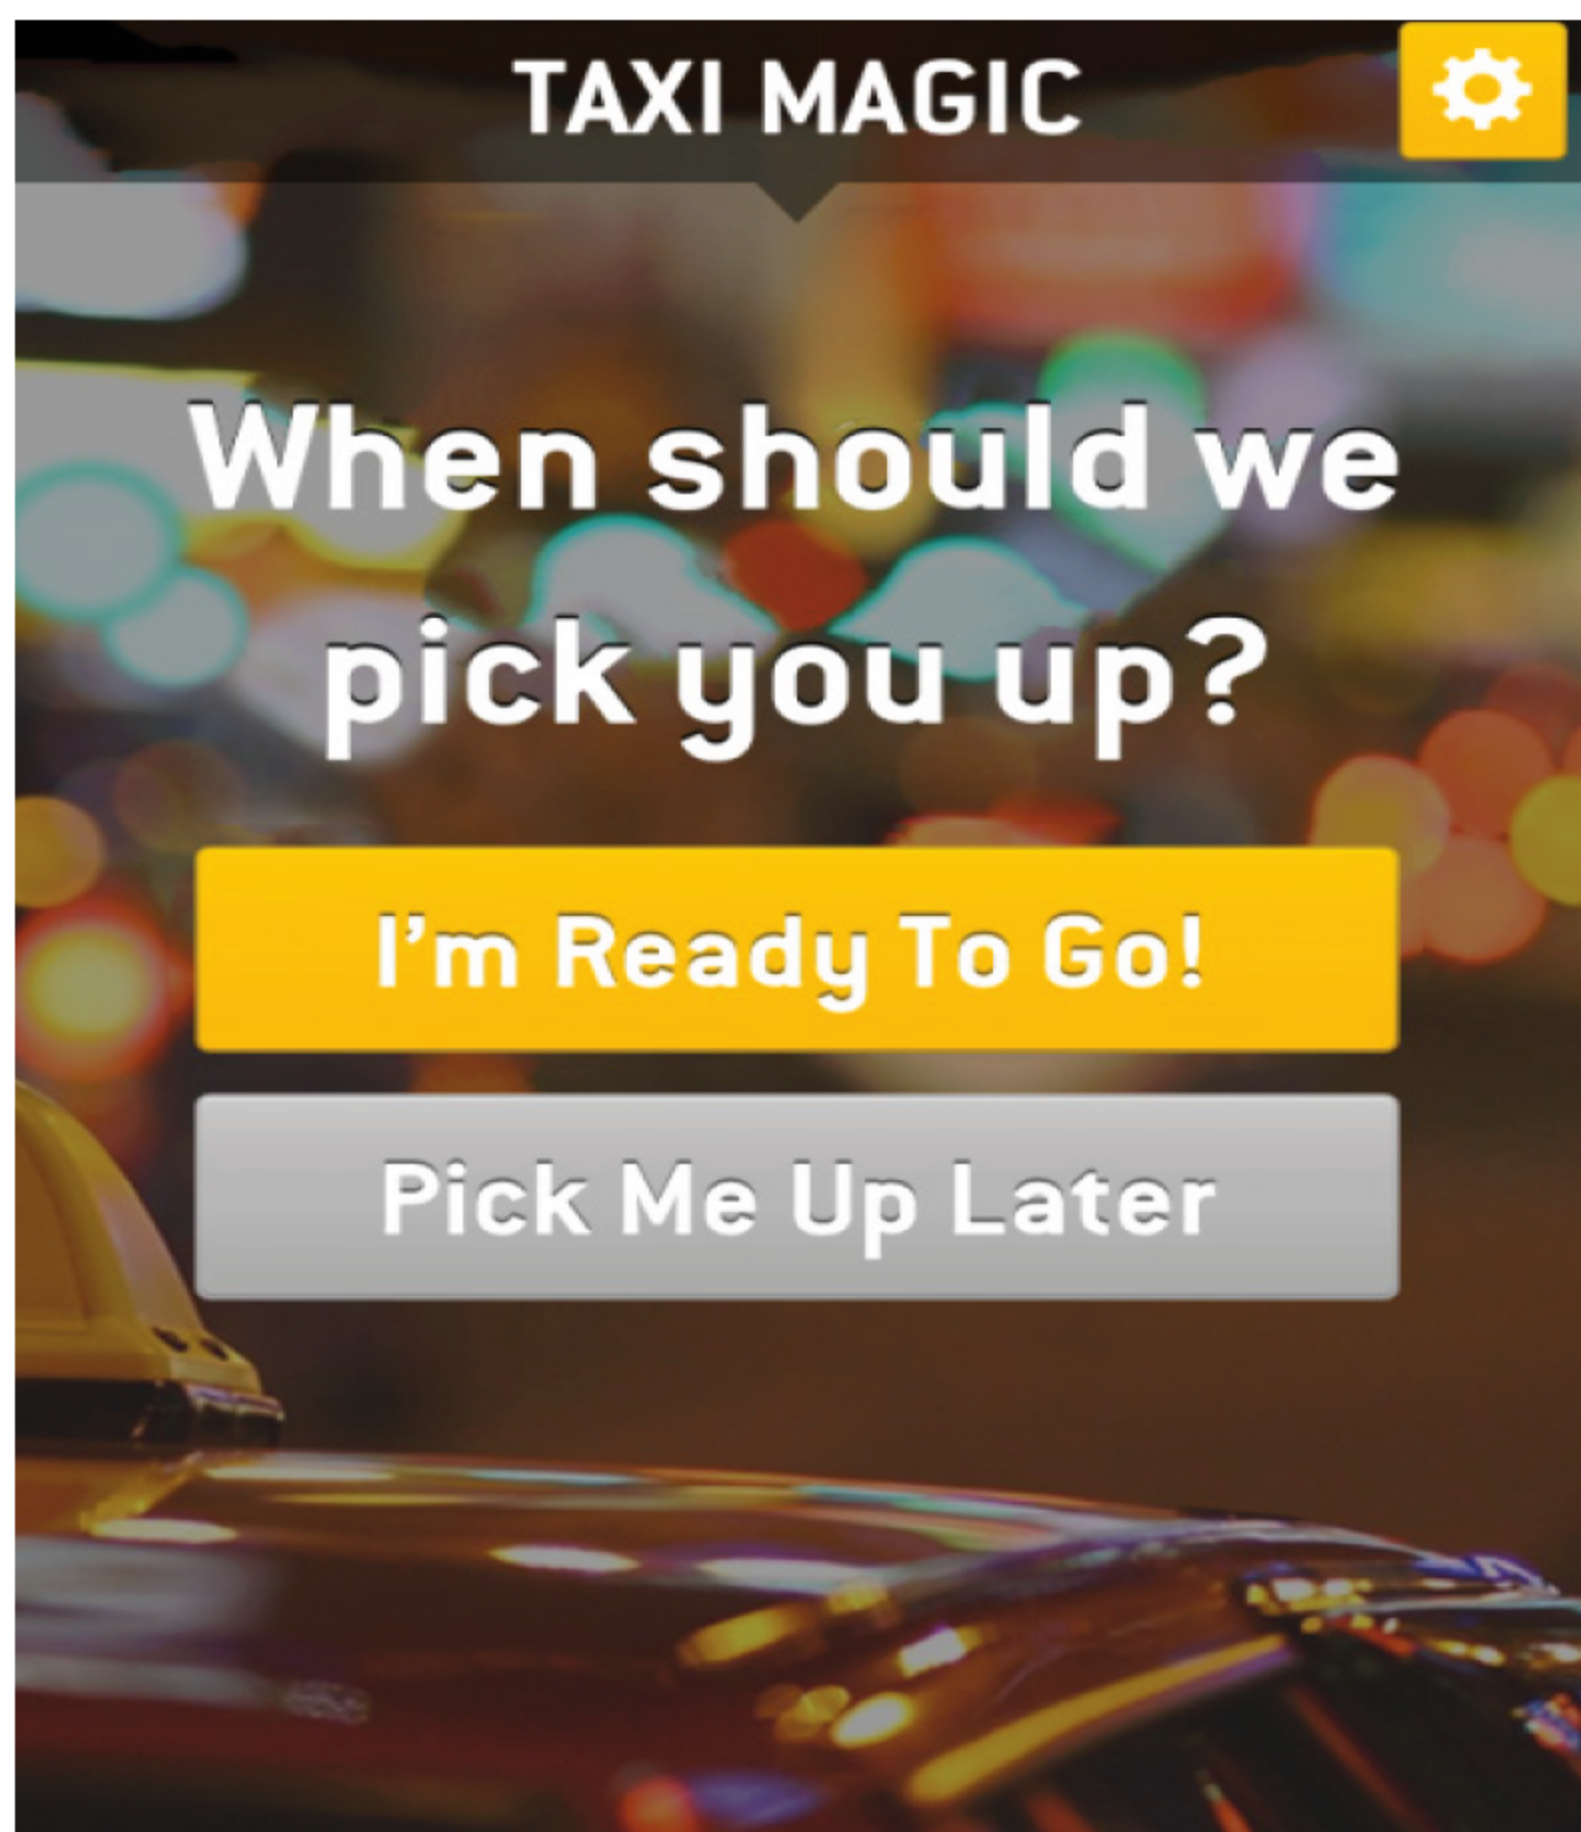 TAXI MAGIC
When should we
pick you up?
I’m Ready To Go!
Pick Me Up Later